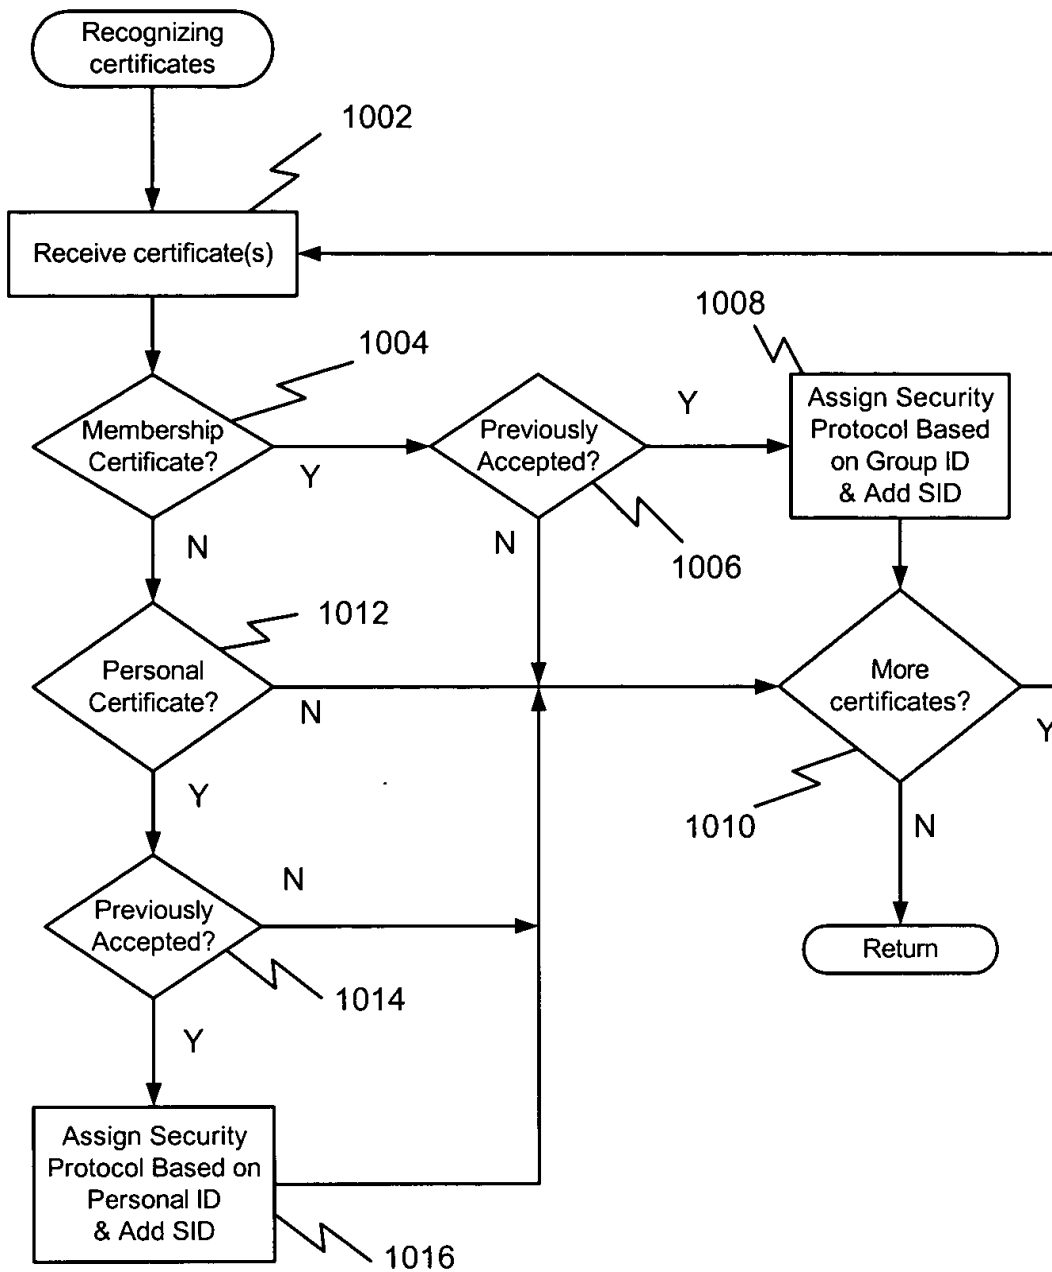 Recognizing
certificates
1002
Receive certificate(s)
1008
1004
Membership
Certificate?
Y
Previously
Accepted?
Y
Assign Security
Protocol Based
on Group ID
& Add SID
N
N
1006
1012
Personal
Certificate?
N
More
certificates?
Y
Y
1010
N
N
Previously
Accepted?
Return
1014
Y
Assign Security
Protocol Based on
Personal ID
& Add SID
1016